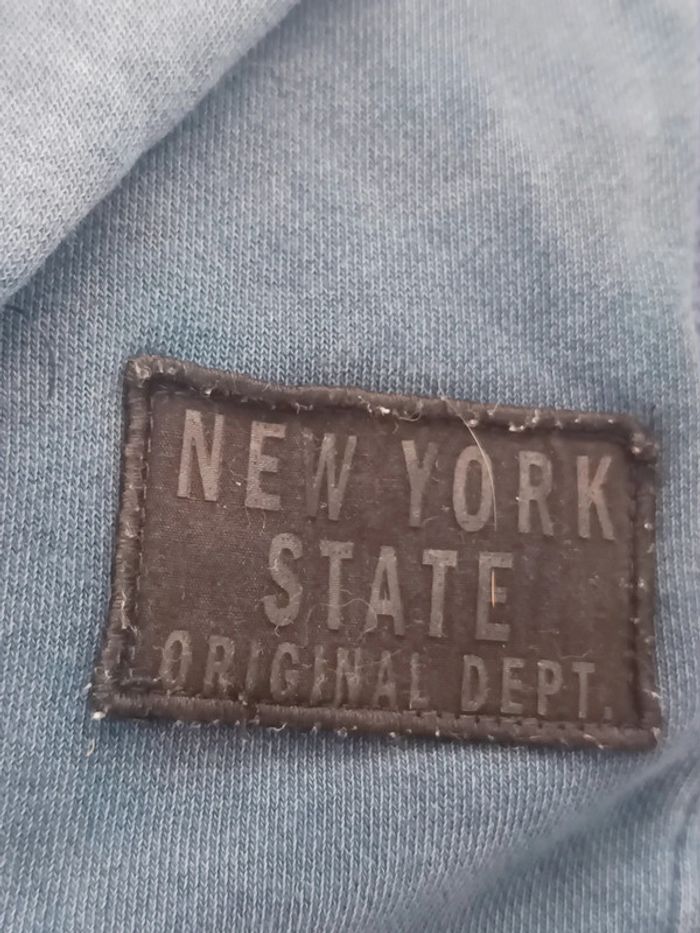 NEW YORK
STATE
ORIGINAL DEPT.